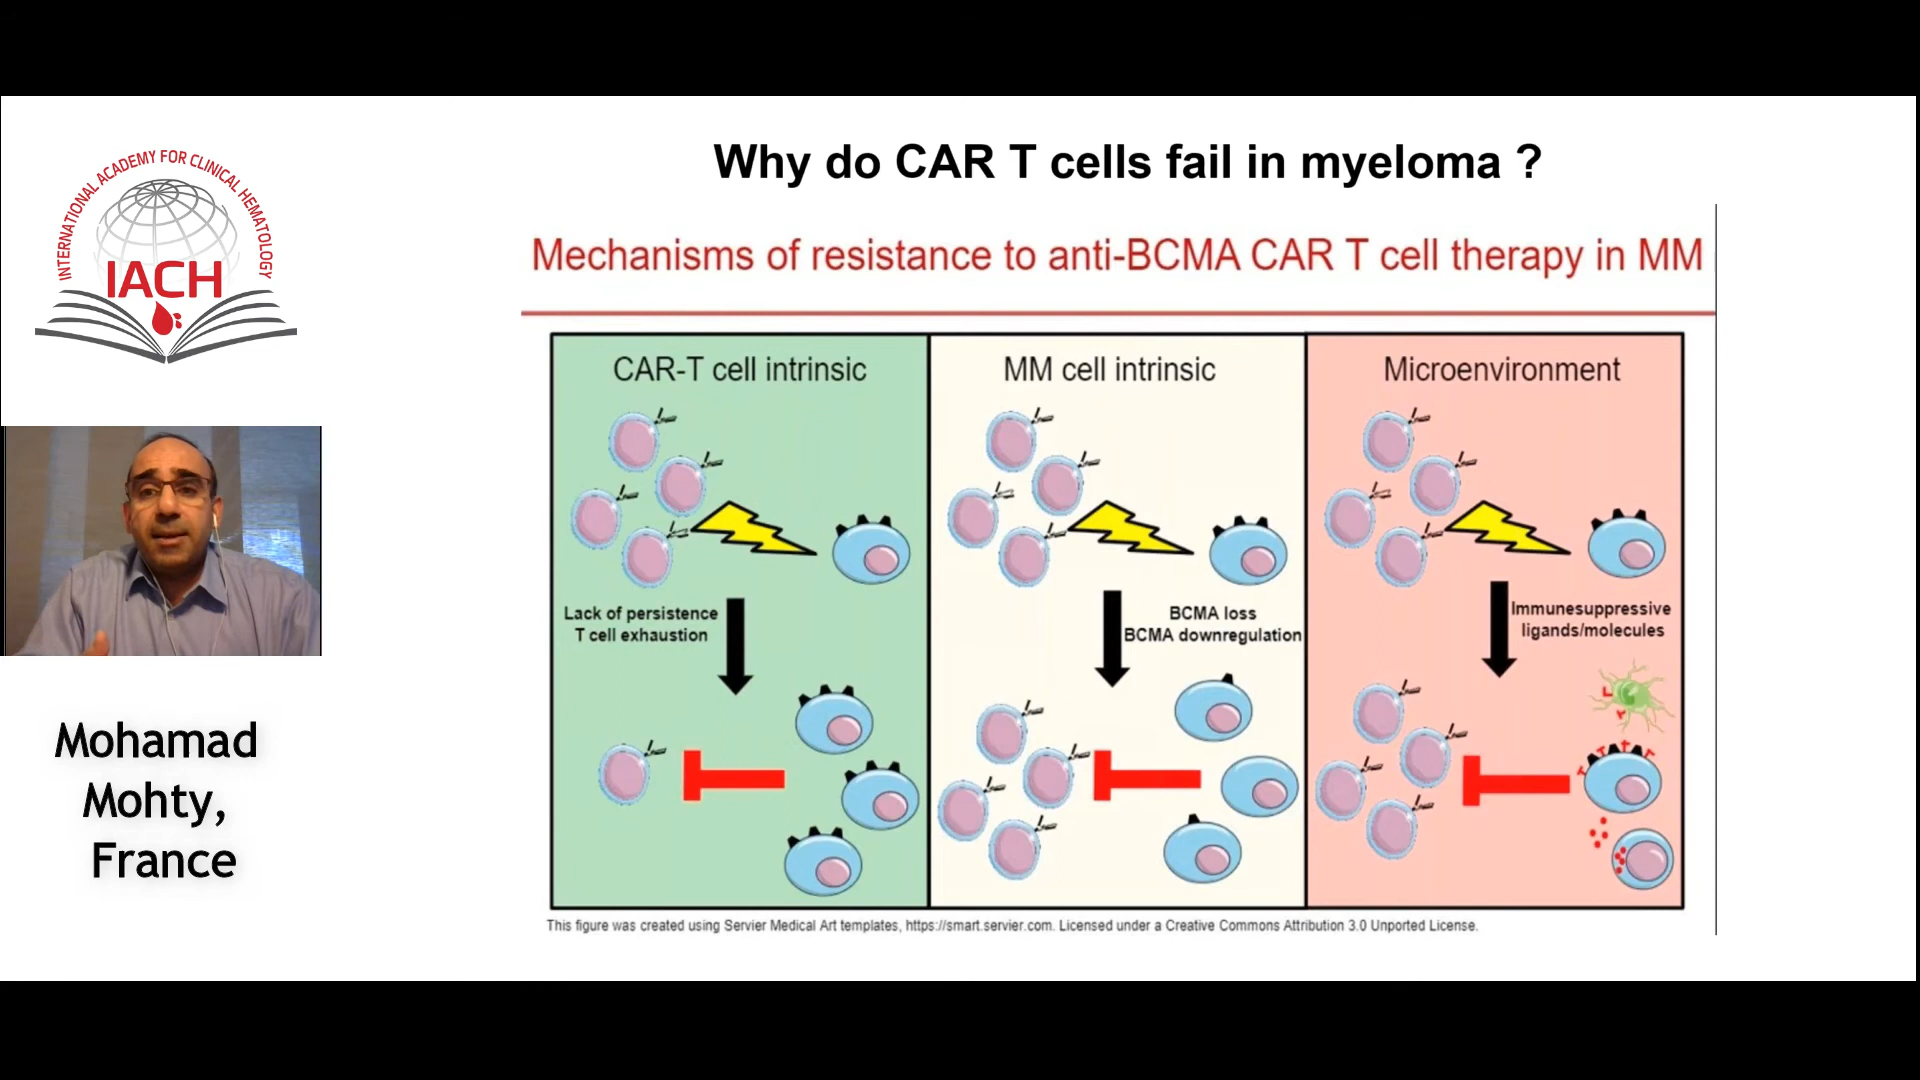 INTERNATIONAL ACADEMY FOR CLINICAL HEMATOLOGY
IACH
Mohamad
Mohty,
France
Why do CAR T cells fail in myeloma ?
Mechanisms of resistance to anti-BCMA CAR T cell therapy in MM
CAR-T cell intrinsic
Lack of persistence
T cell exhaustion
MM cell intrinsic
BCMA loss
BCMA downregulation
Microenvironment
Immunesuppressive
ligands/molecules
This figure was created using Servier Medical Art templates, https://smart.servier.com. Licensed under a Creative Commons Attribution 3.0 Unported License.